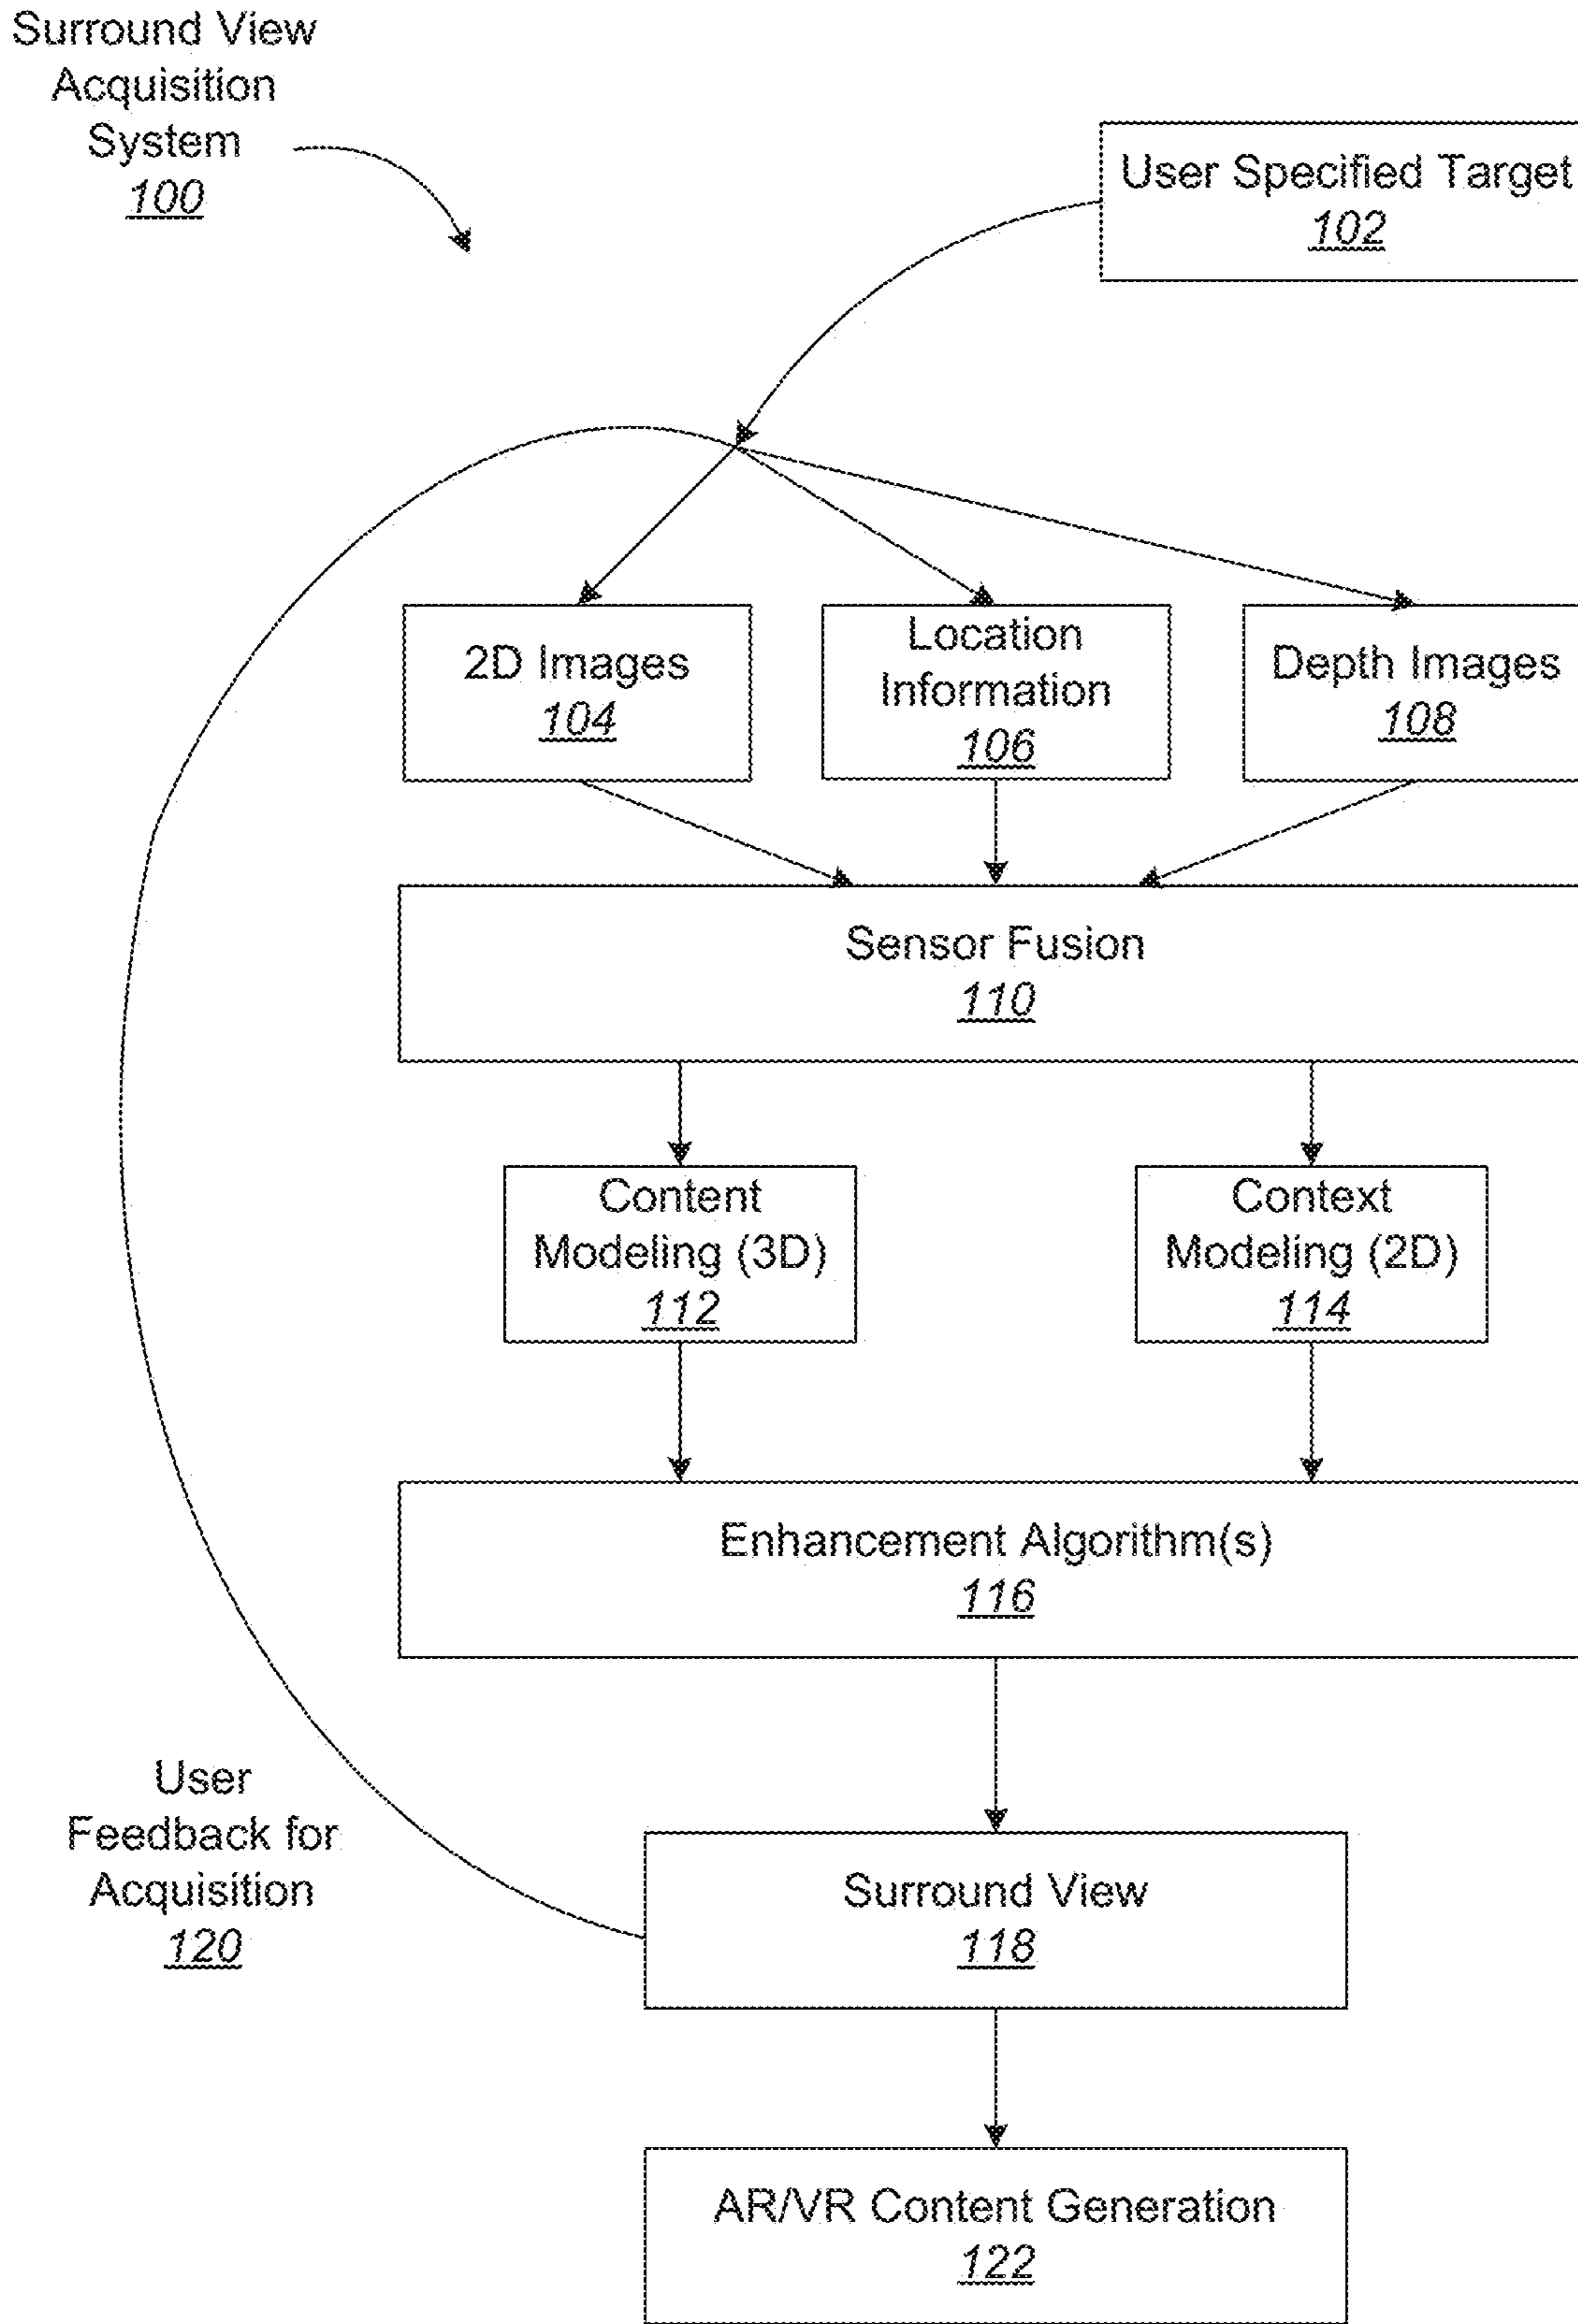 Surround View
Acquisition
System
100
User Specified Target
102
2D Images
104
Location
Information
106
Depth Images
108
Sensor Fusion
110
Content
Modeling (3D)
112
Context
Modeling (2D)
114
Enhancement Algorithm(s)
116
User
Feedback for
Acquisition
120
Surround View
118
AR/VR Content Generation
122